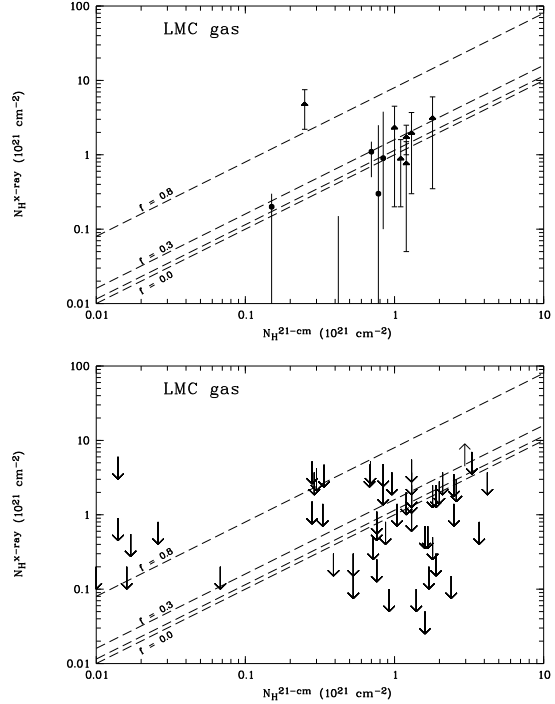 LMC gas
100
10
1
0.1
0.01
N_H^x-ray (10^21 cm^-2)
f = 0.8
f = 0.3
f = 0.0
0.01 0.1 1 10
N_H^21-cm (10^21 cm^-2)
LMC gas
100
10
1
0.1
0.01
N_H^x-ray (10^21 cm^-2)
f = 0.8
f = 0.3
f = 0.0
0.01 0.1 1 10
N_H^21-cm (10^21 cm^-2)